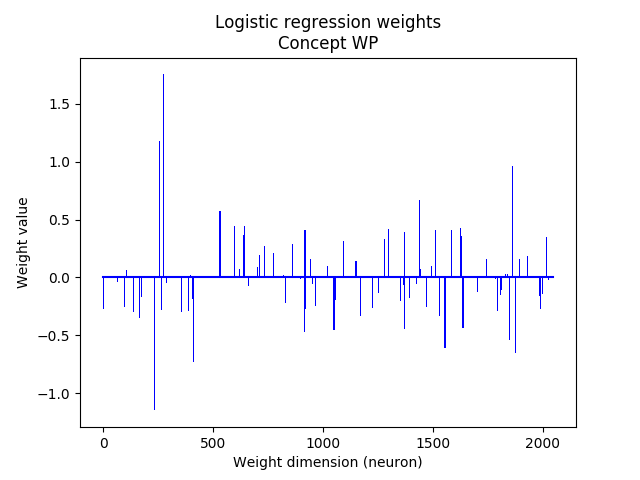 Logistic regression weights
Concept WP
1.5
1.0
0.5
0.0
−0.5
−1.0
Weight value
0 500 1000 1500 2000
Weight dimension (neuron)